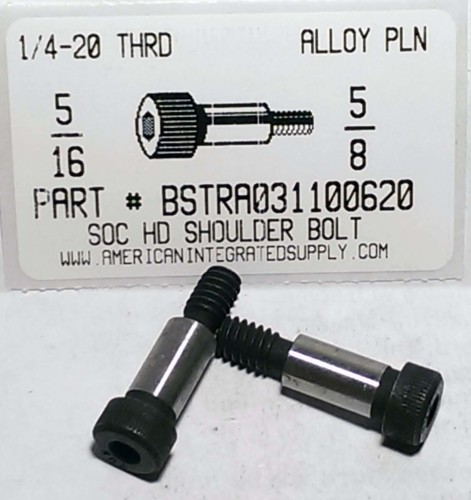 1/4-20 THRD ALLOY PLN
5/16 5/8
PART # BSTRA031100620
SOC HD SHOULDER BOLT
WWW.AMERICANINTEGRATEDSUPPLY.COM